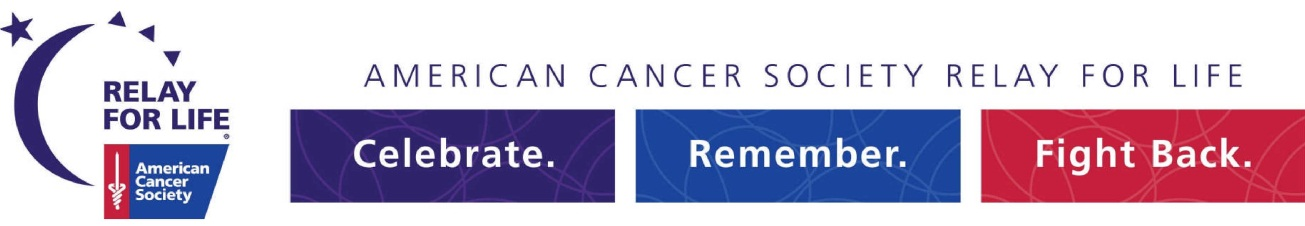 RELAY
FOR LIFE®
American
Cancer
Society
AMERICAN CANCER SOCIETY RELAY FOR LIFE
Celebrate.
Remember.
Fight Back.